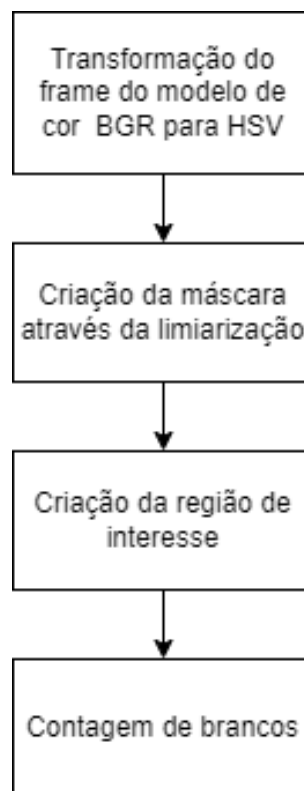 Transformação do
frame do modelo de
cor BGR para HSV
Criação da máscara
através da limiarização
Criação da região de
interesse
Contagem de brancos